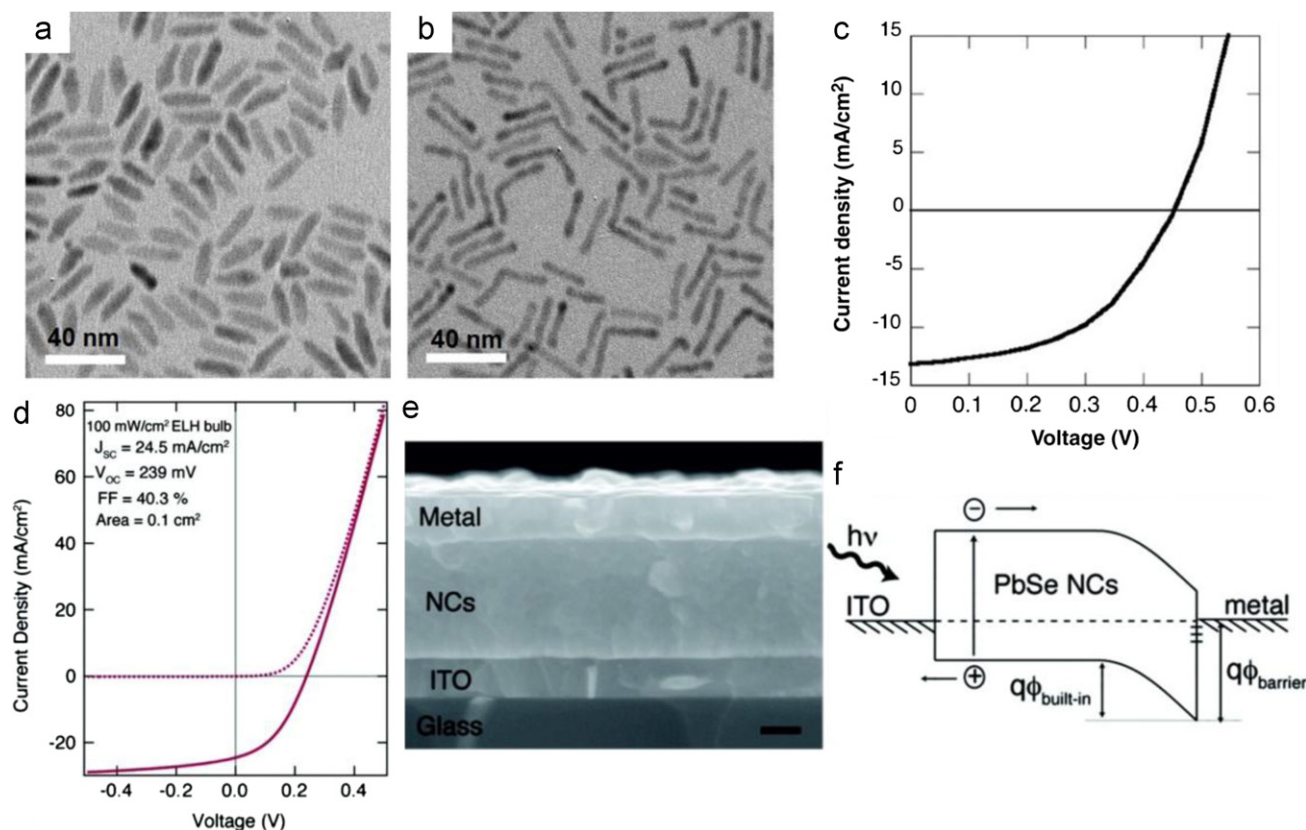 a
40 nm
b
40 nm
c
Current density (mA/cm²)
15
10
5
0
-5
-10
-15
0
0.1
0.2
0.3
0.4
0.5
0.6
Voltage (V)
d
Current Density (mA/cm²)
80
60
40
20
0
-20
100 mW/cm² ELH bulb
J_SC = 24.5 mA/cm²
V_OC = 239 mV
FF = 40.3 %
Area = 0.1 cm²
-0.4
-0.2
0.0
0.2
0.4
Voltage (V)
e
Metal
NCs
ITO
Glass
f
hν
ITO
PbSe NCs
metal
−
+
qϕbuilt-in
qϕbarrier